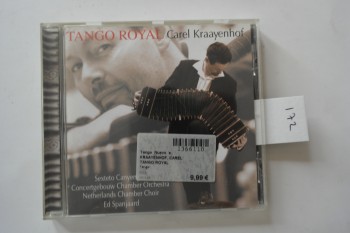 TANGO ROYAL Carel Kraayenhof
172
KRAAYENHOF, CAREL
TANGO ROYAL
Tango
9,99 €
Sexteto Canyengue
Concertgebouw Chamber Orchestra
Netherlands Chamber Choir
Ed Spanjaard